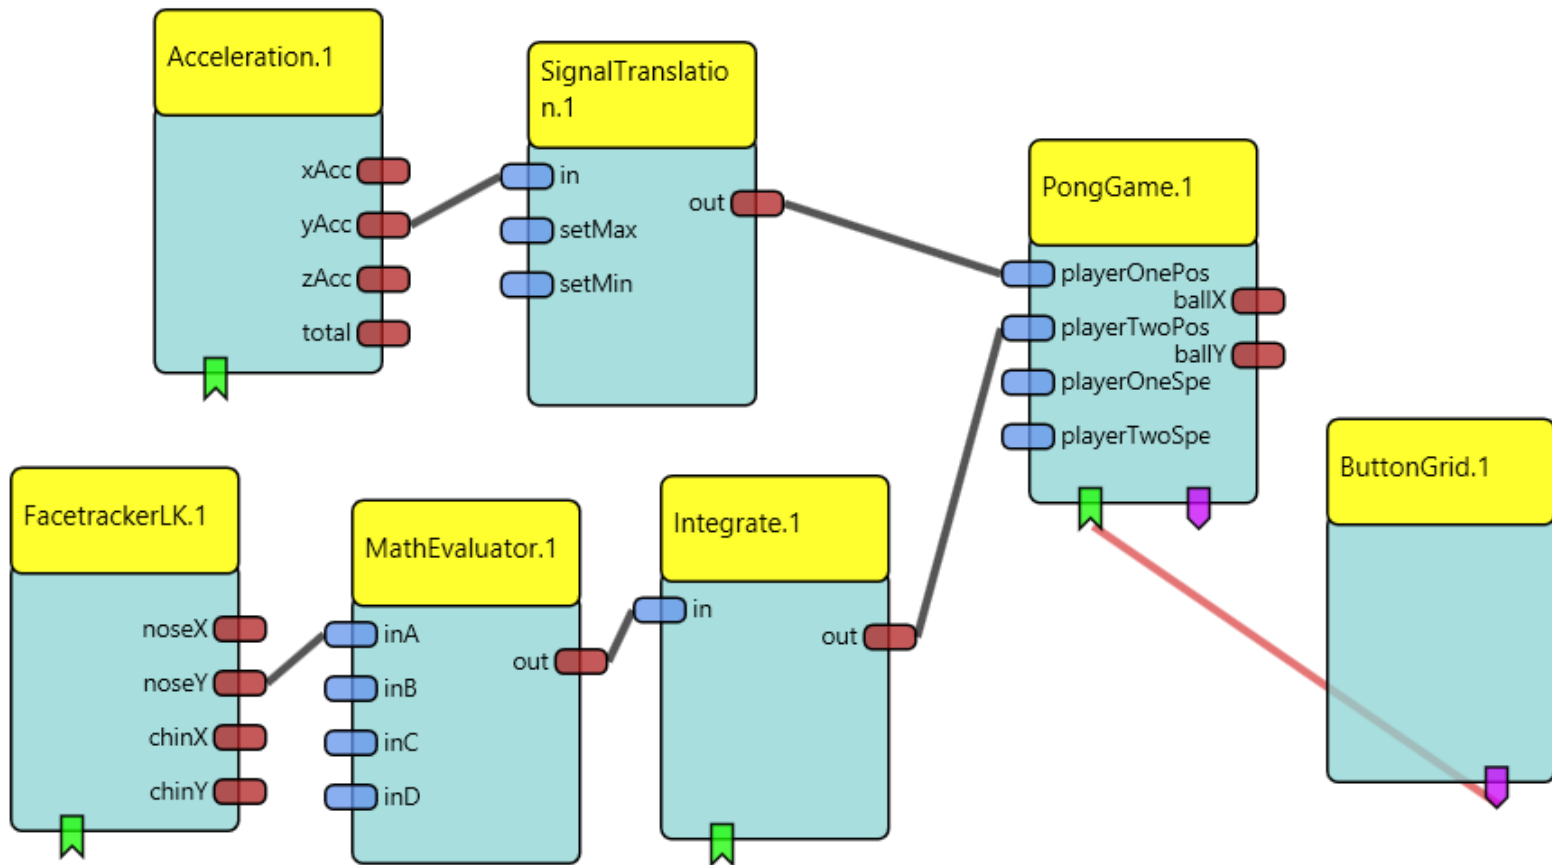 Acceleration.1
xAcc
yAcc
zAcc
total
SignalTranslatio
n.1
in
setMax
setMin
out
PongGame.1
playerOnePos
playerTwoPos
playerOneSpe
playerTwoSpe
ballX
ballY
ButtonGrid.1
FacetrackerLK.1
noseX
noseY
chinX
chinY
MathEvaluator.1
inA
inB
inC
inD
out
Integrate.1
in
out